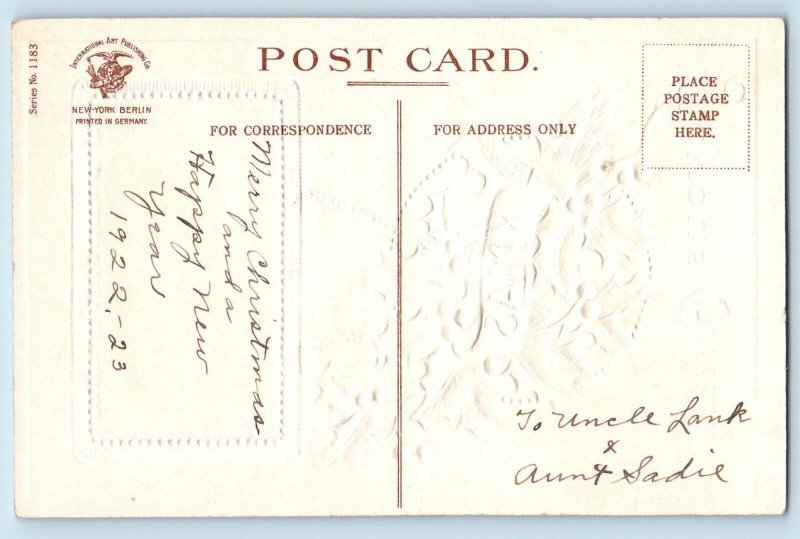 Series No. 1183
INTERNATIONAL ART PUBLISHING CO.
NEW-YORK BERLIN
PRINTED IN GERMANY.
POST CARD.
PLACE
POSTAGE
STAMP
HERE.
FOR CORRESPONDENCE
FOR ADDRESS ONLY
Merry Christmas
and a
Happy New
Year
1922-23
To Uncle Lank
&
Aunt Sadie